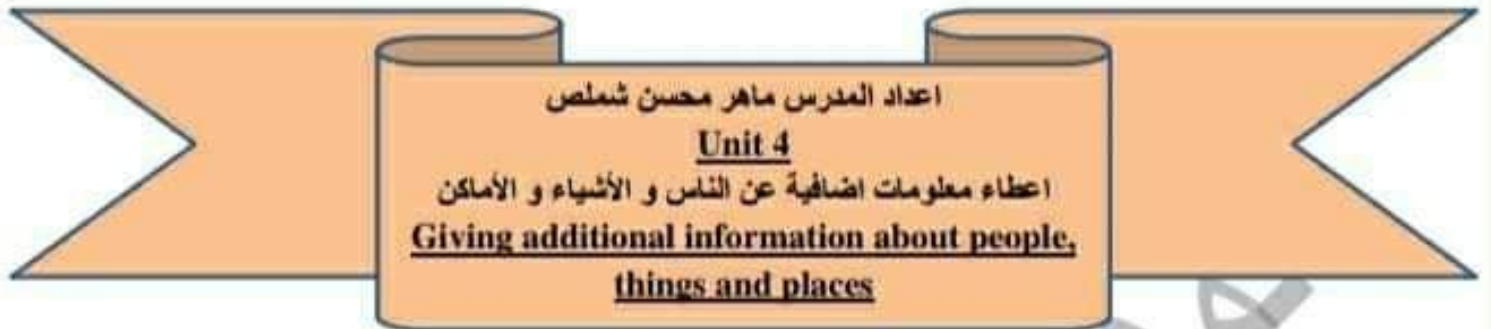 اعداد المدرس ماهر محسن شملص
Unit 4
اعطاء معلومات اضافية عن الناس و الأشياء و الأماكن
Giving additional information about people,
things and places